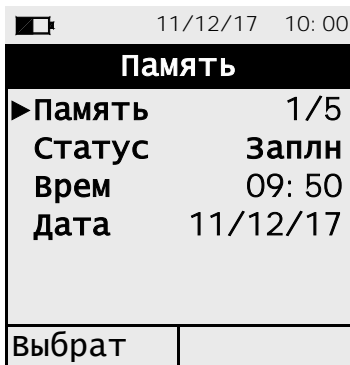 11/12/17 10:00
Память
▶Память 1/5
Статус Заплн
Врем 09:50
Дата 11/12/17
Выбрат